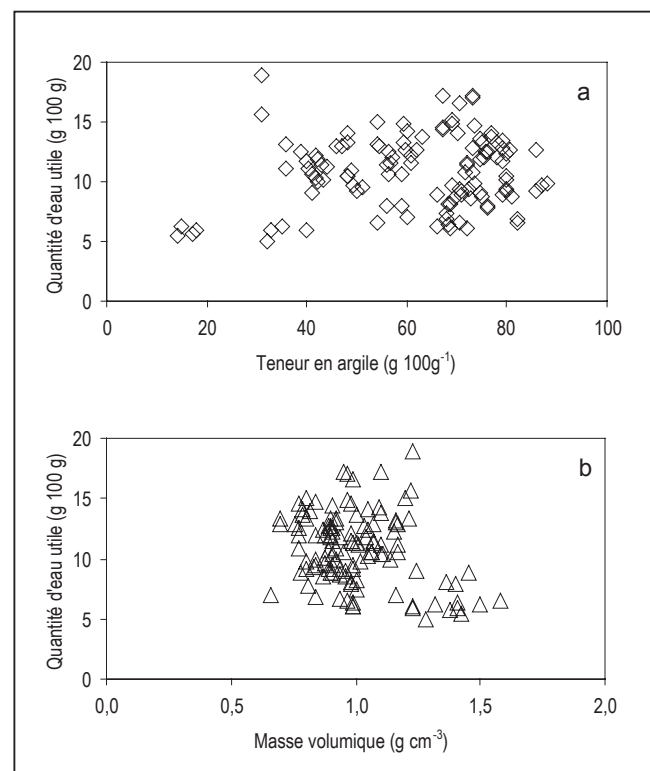 a
Quantité d'eau utile (g 100 g)
20
15
10
5
0
0 20 40 60 80 100
Teneur en argile (g 100g⁻¹)
b
Quantité d'eau utile (g 100 g)
20
15
10
5
0
0,0 0,5 1,0 1,5 2,0
Masse volumique (g cm⁻³)